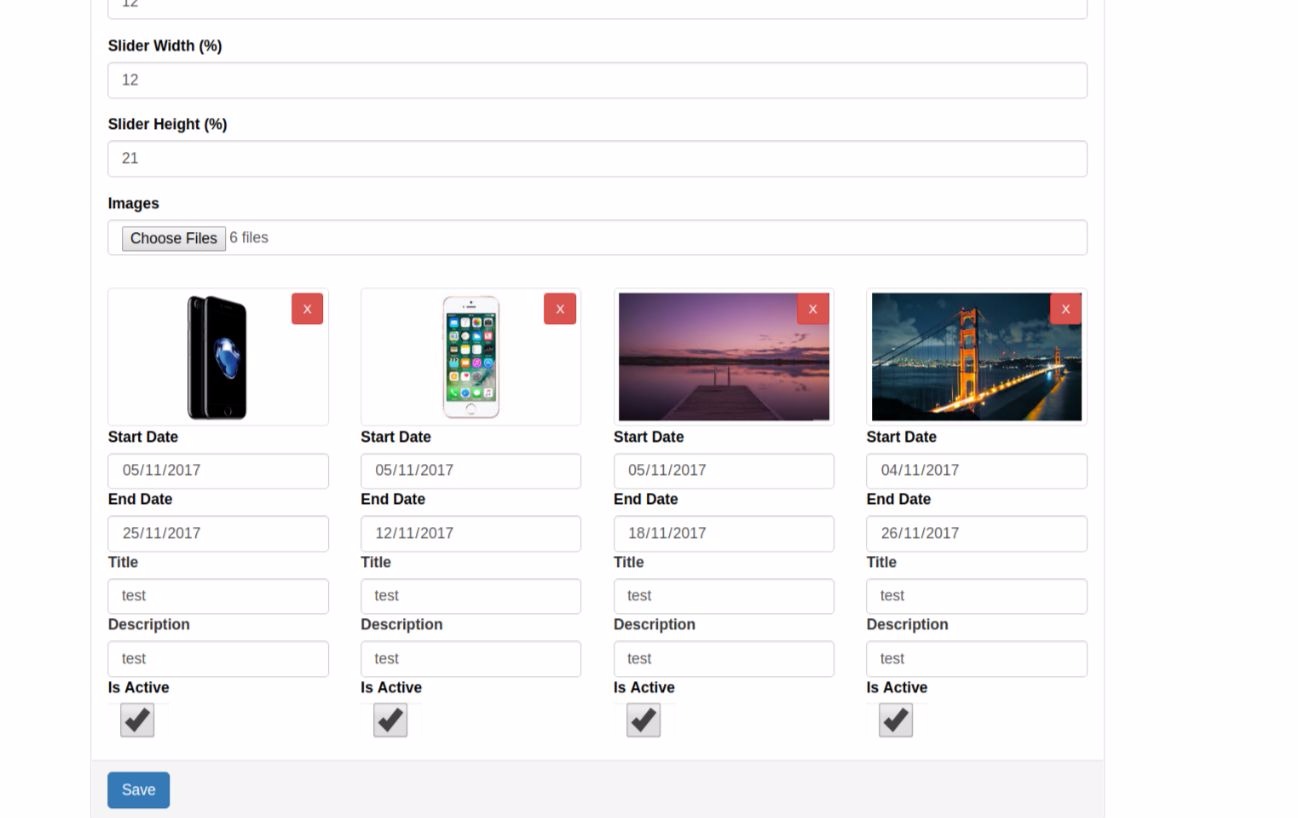 12
Slider Width (%)
12
Slider Height (%)
21
Images
Choose Files 6 files
X X X X
Start Date Start Date Start Date Start Date
05/11/2017 05/11/2017 05/11/2017 04/11/2017
End Date End Date End Date End Date
25/11/2017 12/11/2017 18/11/2017 26/11/2017
Title Title Title Title
test test test test
Description Description Description Description
test test test test
Is Active Is Active Is Active Is Active
Save